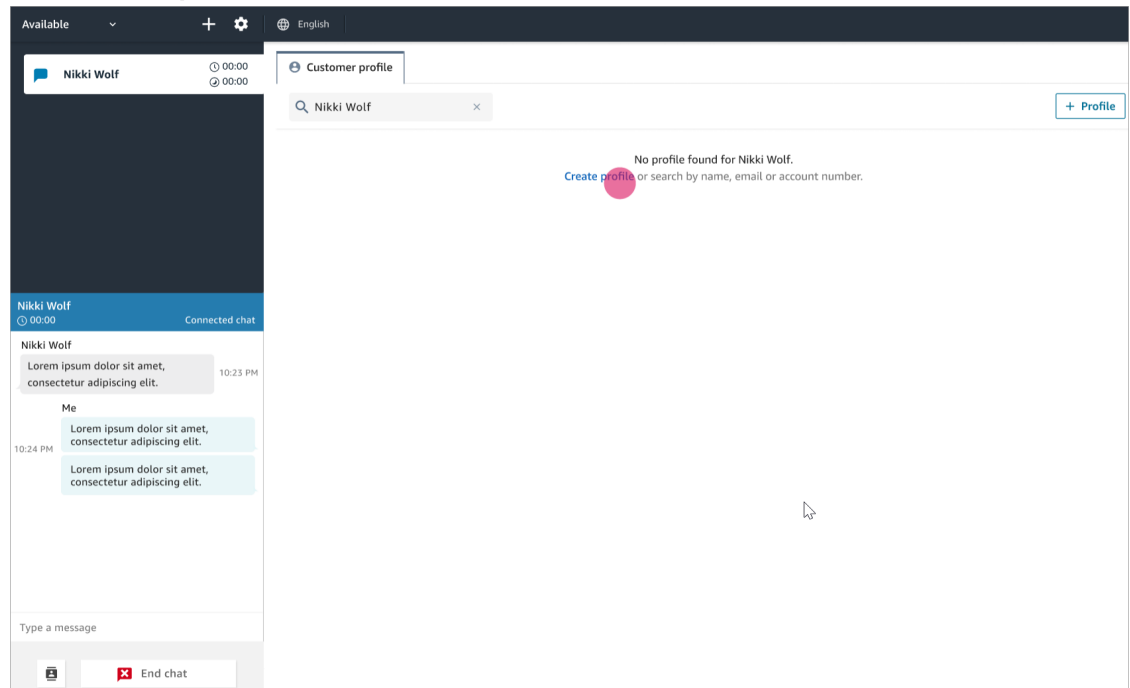 Available
English
Nikki Wolf
00:00
00:00
Customer profile
Nikki Wolf
+ Profile
No profile found for Nikki Wolf.
Create profile or search by name, email or account number.
Nikki Wolf
00:00
Connected chat
Nikki Wolf
Lorem ipsum dolor sit amet,
consectetur adipiscing elit.
10:23 PM
Me
Lorem ipsum dolor sit amet,
consectetur adipiscing elit.
10:24 PM
Lorem ipsum dolor sit amet,
consectetur adipiscing elit.
Type a message
End chat